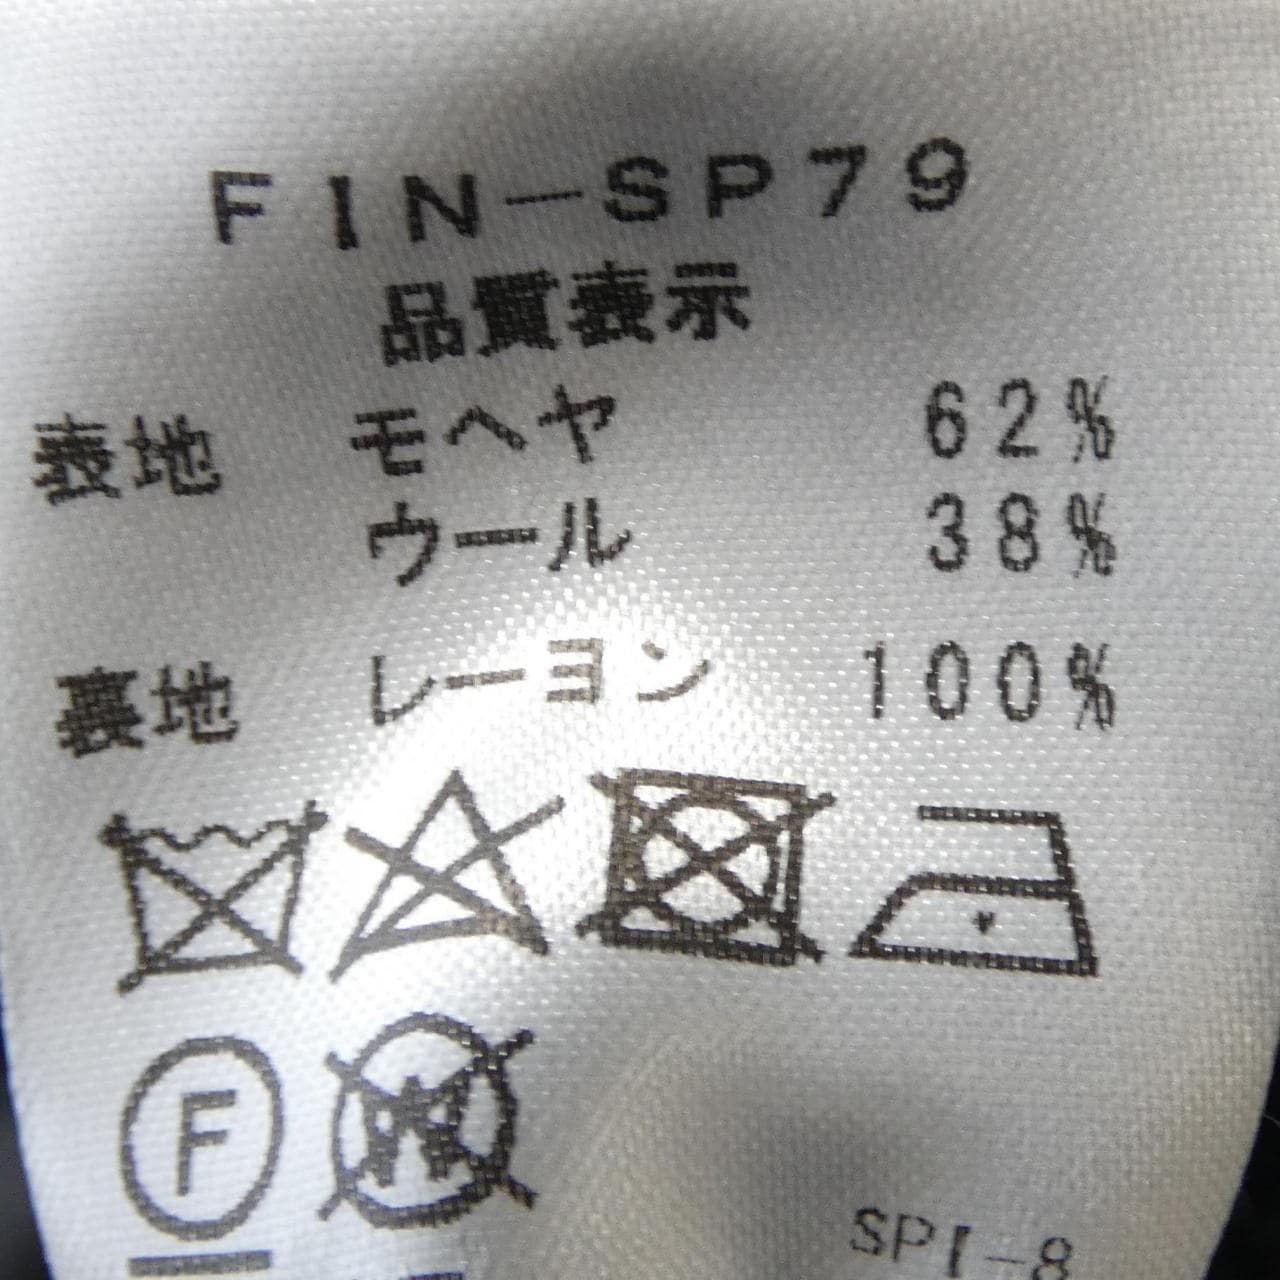 FIN-SP79
品質表示
表地 モヘヤ 62%
ウール 38%
裏地 レーヨン 100%
F W
SPI-8